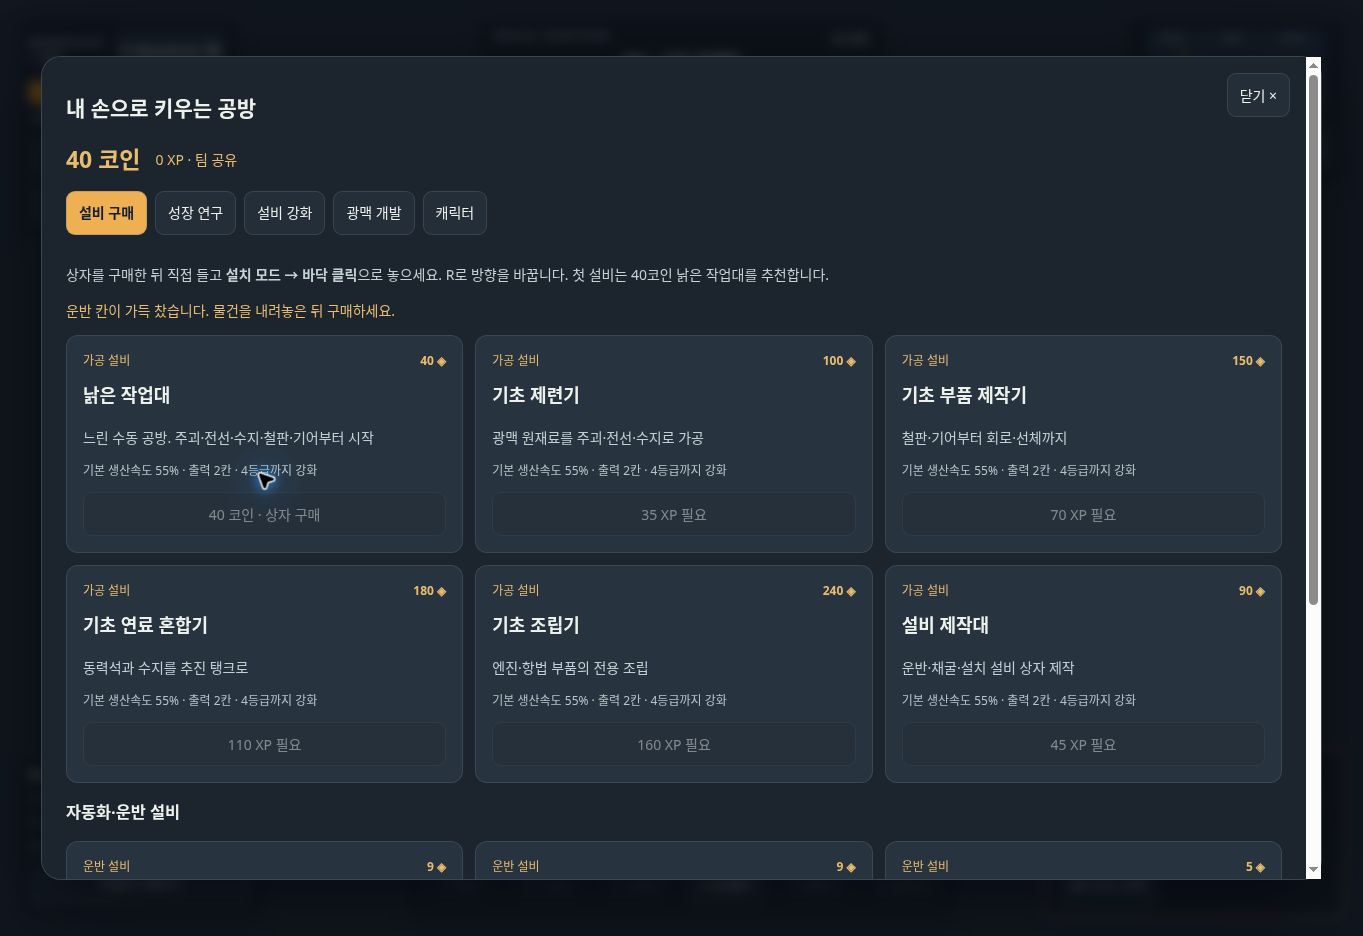 내 손으로 키우는 공방
닫기 ×
40 코인 0 XP · 팀 공유
설비 구매 성장 연구 설비 강화 광맥 개발 캐릭터
상자를 구매한 뒤 직접 들고 설치 모드 → 바닥 클릭으로 놓으세요. R로 방향을 바꿉니다. 첫 설비는 40코인 낡은 작업대를 추천합니다.
운반 칸이 가득 찼습니다. 물건을 내려놓은 뒤 구매하세요.
가공 설비 40 ◈
낡은 작업대
느린 수동 공방. 주괴·전선·수지·철판·기어부터 시작
기본 생산속도 55% · 출력 2칸 · 4등급까지 강화
40 코인 · 상자 구매
가공 설비 100 ◈
기초 제련기
광맥 원재료를 주괴·전선·수지로 가공
기본 생산속도 55% · 출력 2칸 · 4등급까지 강화
35 XP 필요
가공 설비 150 ◈
기초 부품 제작기
철판·기어부터 회로·선체까지
기본 생산속도 55% · 출력 2칸 · 4등급까지 강화
70 XP 필요
가공 설비 180 ◈
기초 연료 혼합기
동력석과 수지를 추진 탱크로
기본 생산속도 55% · 출력 2칸 · 4등급까지 강화
110 XP 필요
가공 설비 240 ◈
기초 조립기
엔진·항법 부품의 전용 조립
기본 생산속도 55% · 출력 2칸 · 4등급까지 강화
160 XP 필요
가공 설비 90 ◈
설비 제작대
운반·채굴·설치 설비 상자 제작
기본 생산속도 55% · 출력 2칸 · 4등급까지 강화
45 XP 필요
자동화·운반 설비
운반 설비 9 ◈
운반 설비 9 ◈
운반 설비 5 ◈